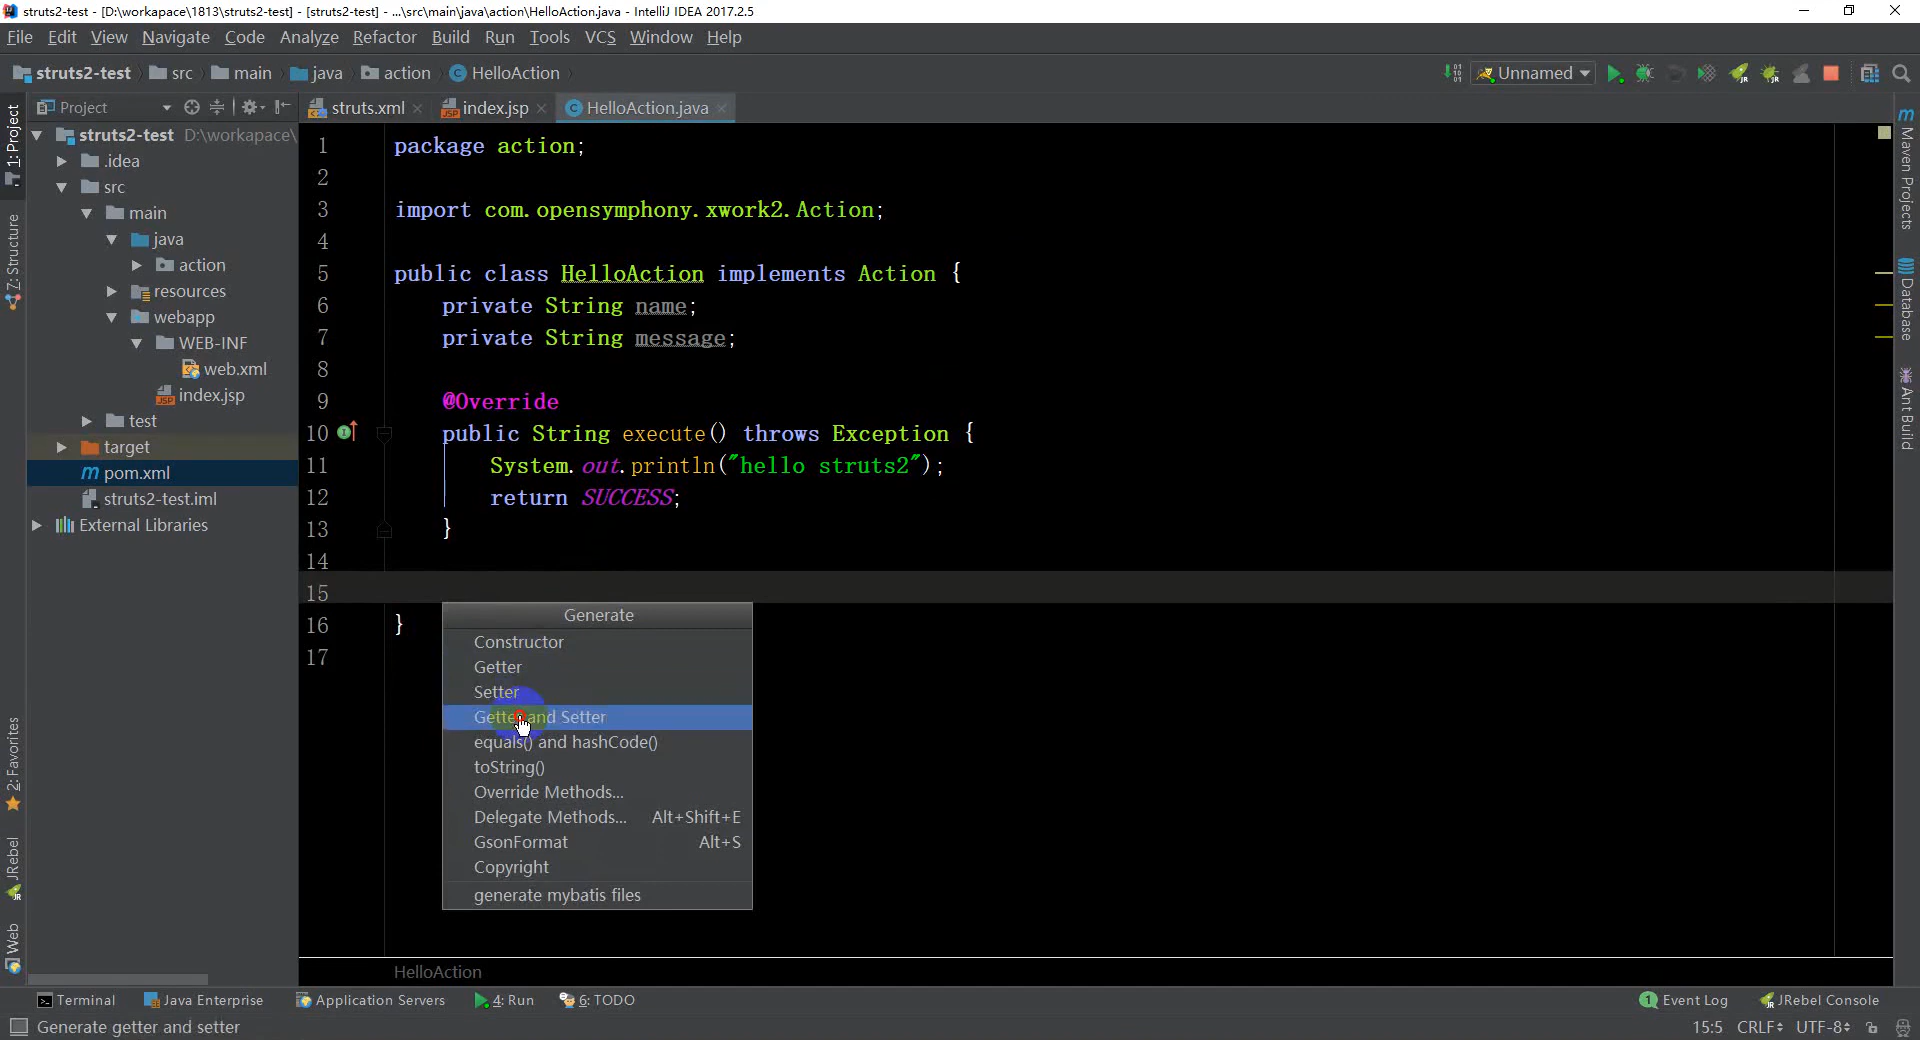 struts2-test - [D:\workapace\1813\struts2-test] - [struts2-test] - ...\src\main\java\action\HelloAction.java - IntelliJ IDEA 2017.2.5
File Edit View Navigate Code Analyze Refactor Build Run Tools VCS Window Help
struts2-test src main java action HelloAction Unnamed
Project struts.xml index.jsp HelloAction.java
struts2-test D:\workapace\
.idea
src
main
java
action
resources
webapp
WEB-INF
web.xml
index.jsp
test
target
pom.xml
struts2-test.iml
External Libraries
1: Project
7: Structure
2: Favorites
JRebel
Web
1 package action;
2
3 import com.opensymphony.xwork2.Action;
4
5 public class HelloAction implements Action {
6 private String name;
7 private String message;
8
9 @Override
10 public String execute() throws Exception {
11 System.out.println("hello struts2");
12 return SUCCESS;
13 }
14
15
16 }
17
Generate
Constructor
Getter
Setter
Getter and Setter
equals() and hashCode()
toString()
Override Methods...
Delegate Methods... Alt+Shift+E
GsonFormat Alt+S
Copyright
generate mybatis files
HelloAction
Maven Projects
Database
Ant Build
Terminal Java Enterprise Application Servers 4: Run 6: TODO 1 Event Log JRebel Console
Generate getter and setter 15:5 CRLF UTF-8